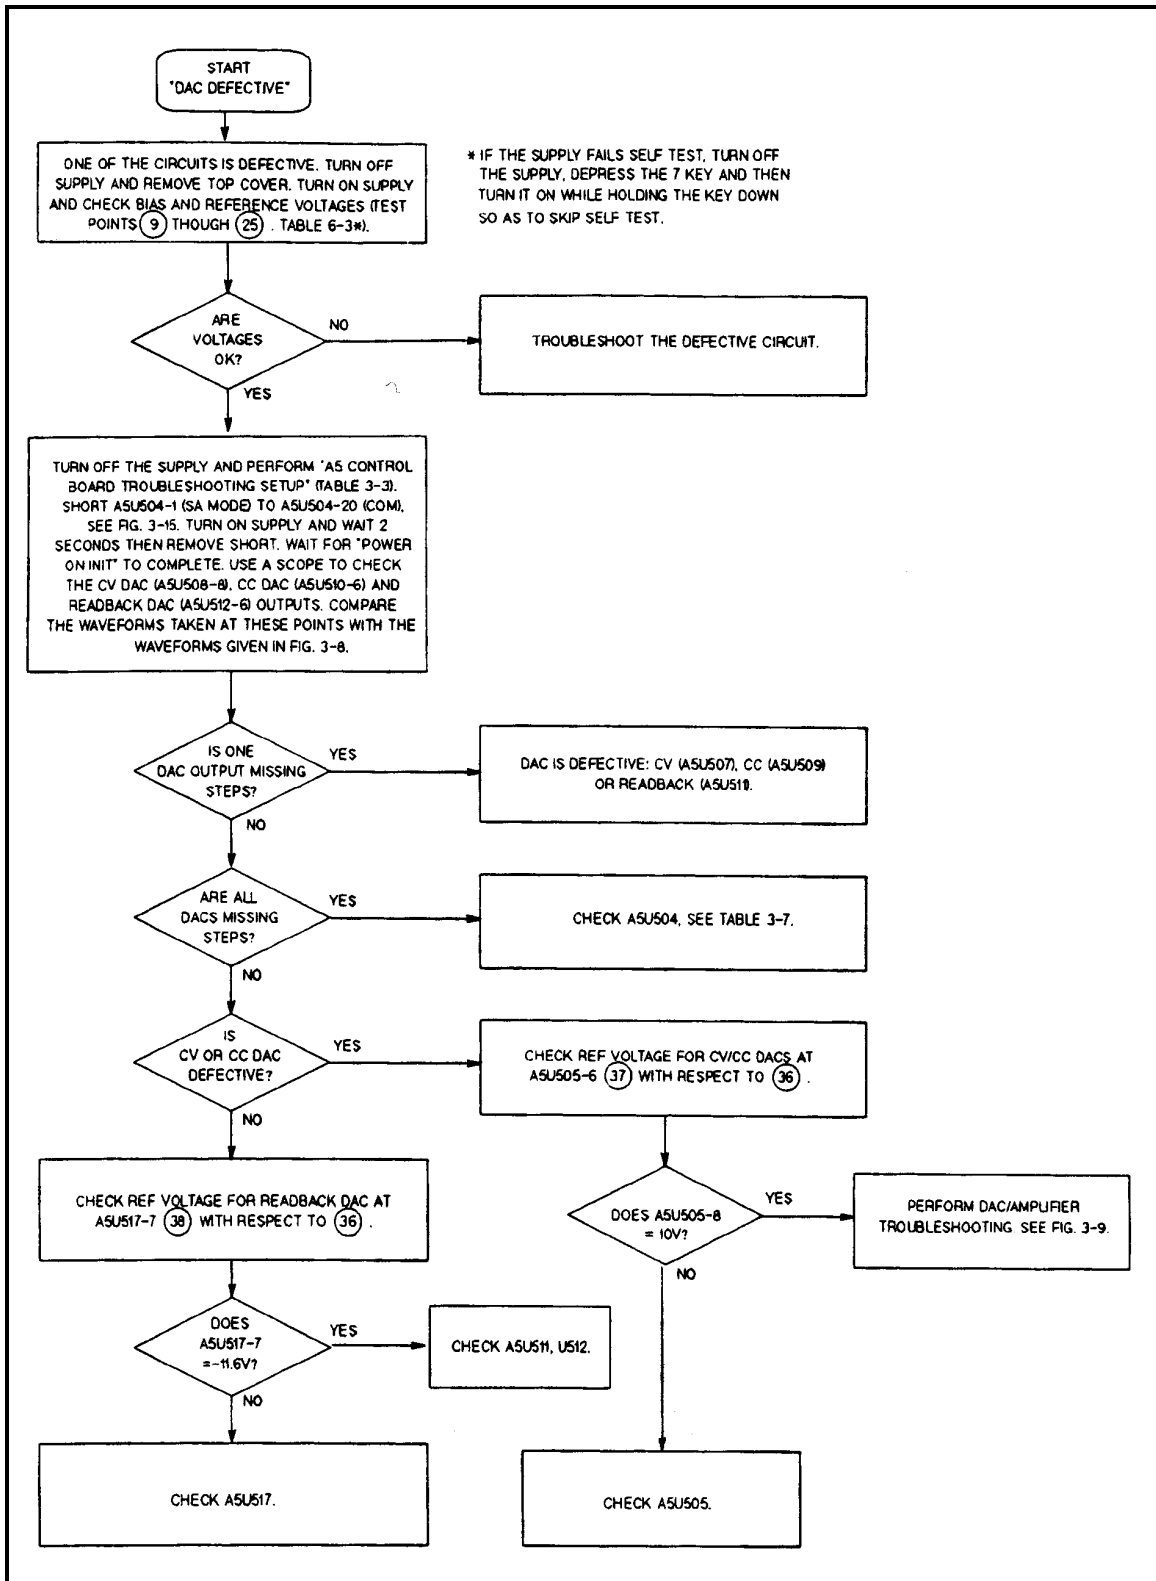 START
"DAC DEFECTIVE"
ONE OF THE CIRCUITS IS DEFECTIVE. TURN OFF
SUPPLY AND REMOVE TOP COVER. TURN ON SUPPLY
AND CHECK BIAS AND REFERENCE VOLTAGES (TEST
POINTS 9 THOUGH 25 . TABLE 6-3*).
* IF THE SUPPLY FAILS SELF TEST, TURN OFF
THE SUPPLY, DEPRESS THE 7 KEY AND THEN
TURN IT ON WHILE HOLDING THE KEY DOWN
SO AS TO SKIP SELF TEST.
ARE
VOLTAGES
OK?
NO
TROUBLESHOOT THE DEFECTIVE CIRCUIT.
YES
TURN OFF THE SUPPLY AND PERFORM "A5 CONTROL
BOARD TROUBLESHOOTING SETUP" (TABLE 3-3).
SHORT A5U504-1 (SA MODE) TO A5U504-20 (COM),
SEE FIG. 3-15. TURN ON SUPPLY AND WAIT 2
SECONDS THEN REMOVE SHORT. WAIT FOR "POWER
ON INIT" TO COMPLETE. USE A SCOPE TO CHECK
THE CV DAC (A5U508-8), CC DAC (A5U510-6) AND
READBACK DAC (A5U512-6) OUTPUTS. COMPARE
THE WAVEFORMS TAKEN AT THESE POINTS WITH THE
WAVEFORMS GIVEN IN FIG. 3-8.
IS ONE
DAC OUTPUT MISSING
STEPS?
YES
DAC IS DEFECTIVE: CV (A5U507), CC (A5U509)
OR READBACK (A5U511).
NO
ARE ALL
DACS MISSING
STEPS?
YES
CHECK A5U504, SEE TABLE 3-7.
NO
IS
CV OR CC DAC
DEFECTIVE?
YES
CHECK REF VOLTAGE FOR CV/CC DACS AT
A5U505-6 37 WITH RESPECT TO 36 .
NO
CHECK REF VOLTAGE FOR READBACK DAC AT
A5U517-7 38 WITH RESPECT TO 36 .
DOES A5U505-8
= 10V?
YES
PERFORM DAC/AMPLIFIER
TROUBLESHOOTING. SEE FIG. 3-9.
NO
DOES
A5U517-7
=-11.6V?
YES
CHECK A5U511, U512.
NO
CHECK A5U517.
CHECK A5U505.